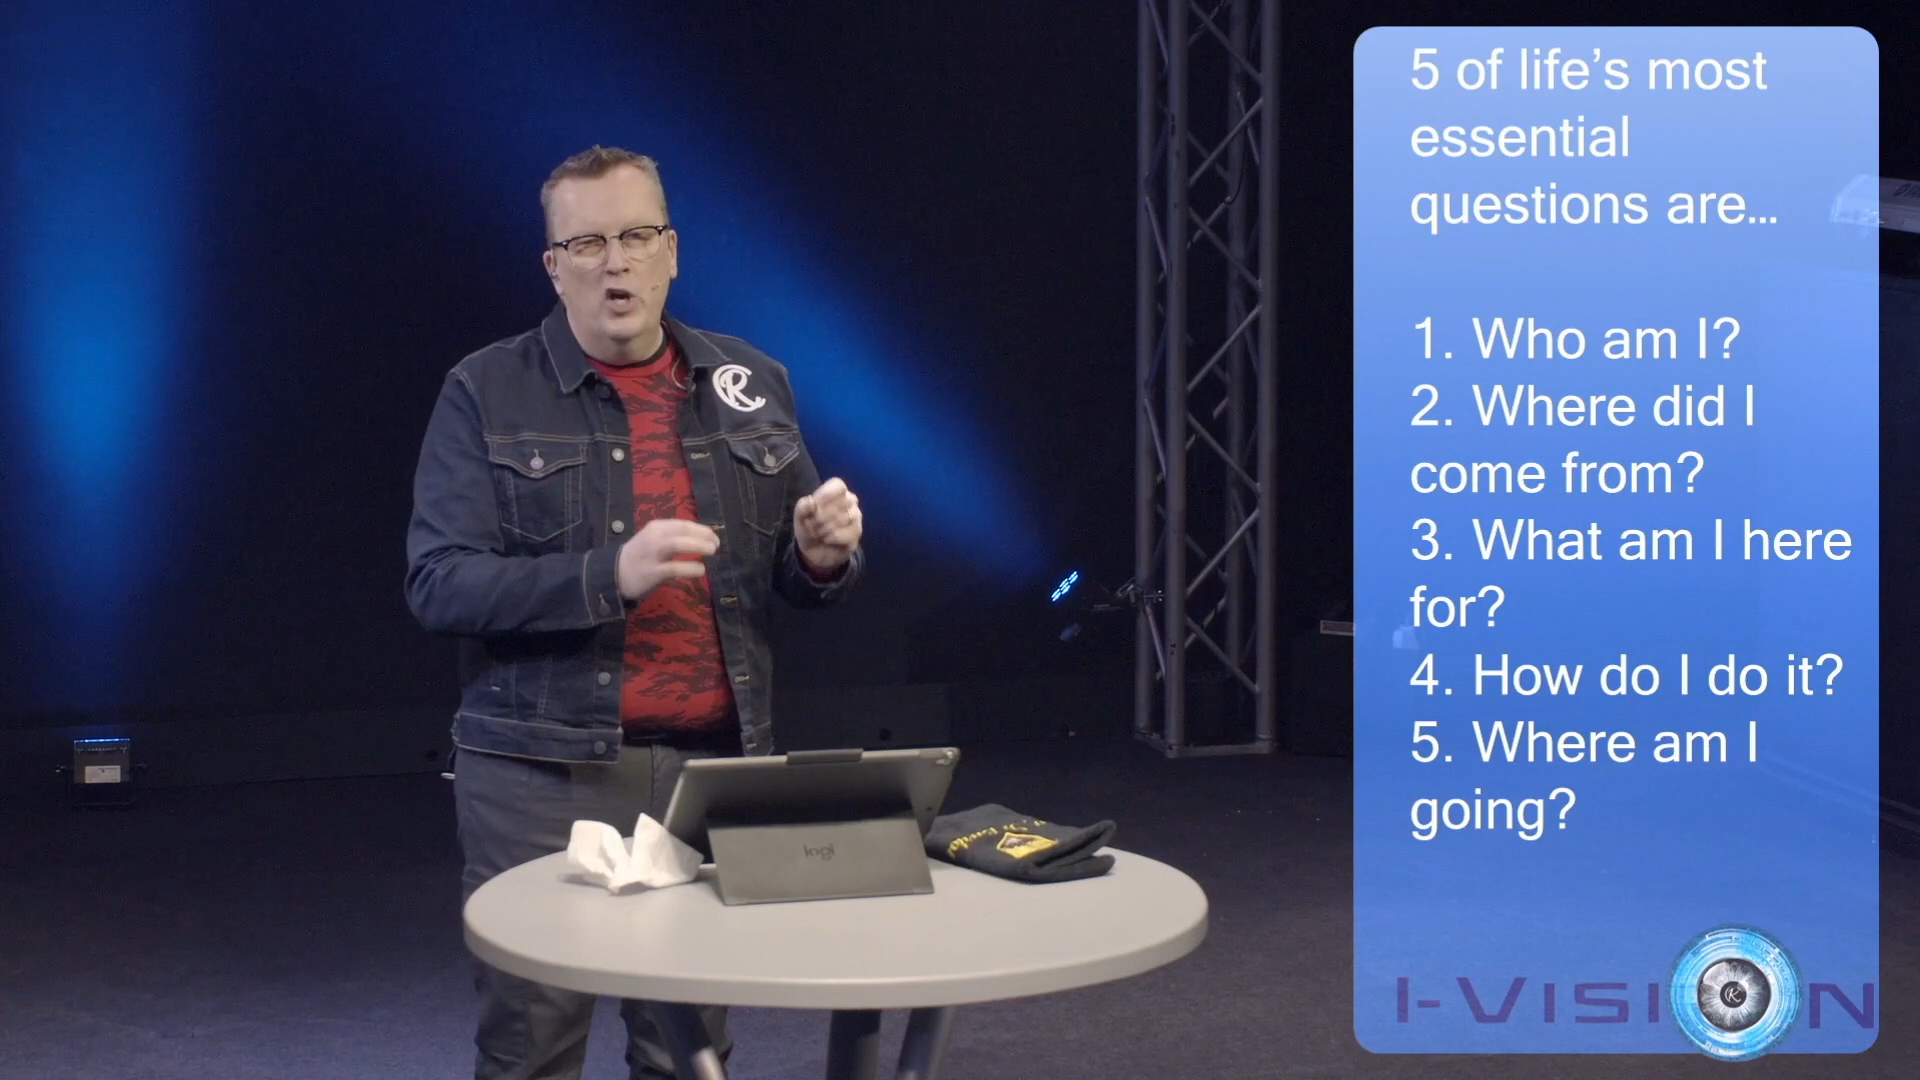 5 of life’s most
essential
questions are...
1. Who am I?
2. Where did I
come from?
3. What am I here
for?
4. How do I do it?
5. Where am I
going?
I-VISION
R
logi